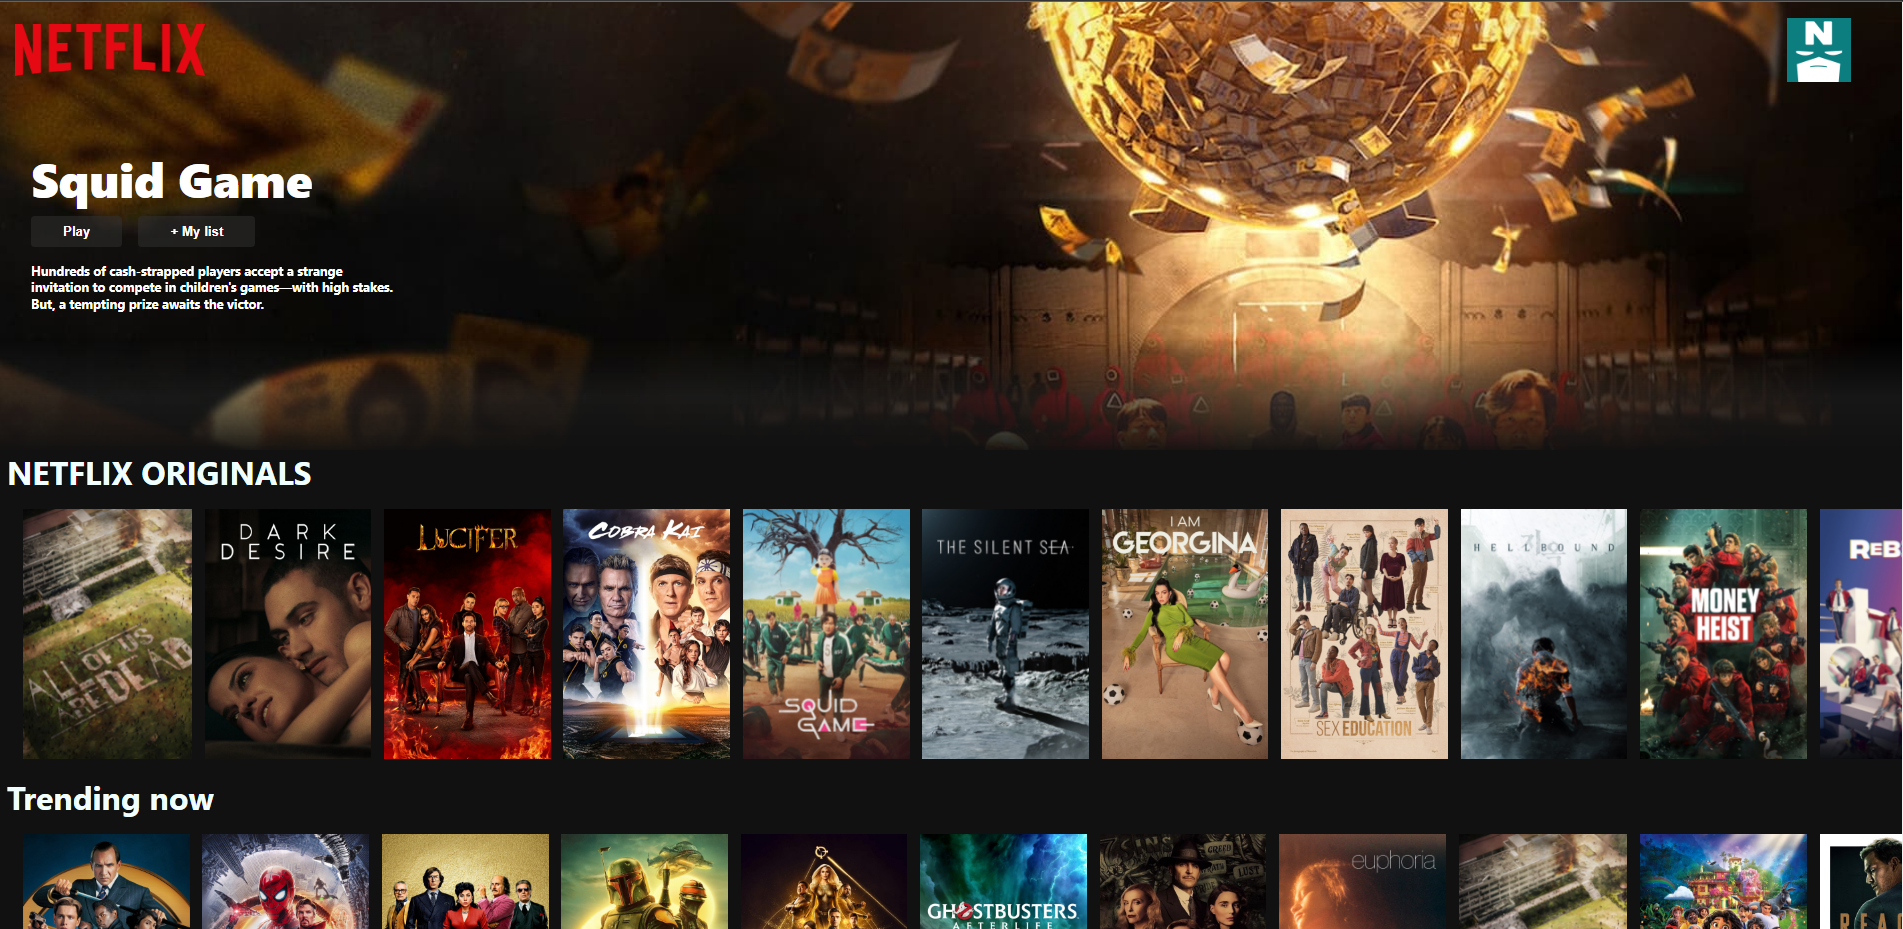 NETFLIX
N
Squid Game
Play
+ My list
Hundreds of cash-strapped players accept a strange
invitation to compete in children's games—with high stakes.
But, a tempting prize awaits the victor.
NETFLIX ORIGINALS
ALL OF US
ARE DEAD
DARK
DESIRE
LUCIFER
COBRA KAI
SQUID
GAME
THE SILENT SEA
I AM
GEORGINA
SEX EDUCATION
HELLBOUND
MONEY
HEIST
REB
Trending now
GHOSTBUSTERS
AFTERLIFE
GREED
LUST
euphoria
REA